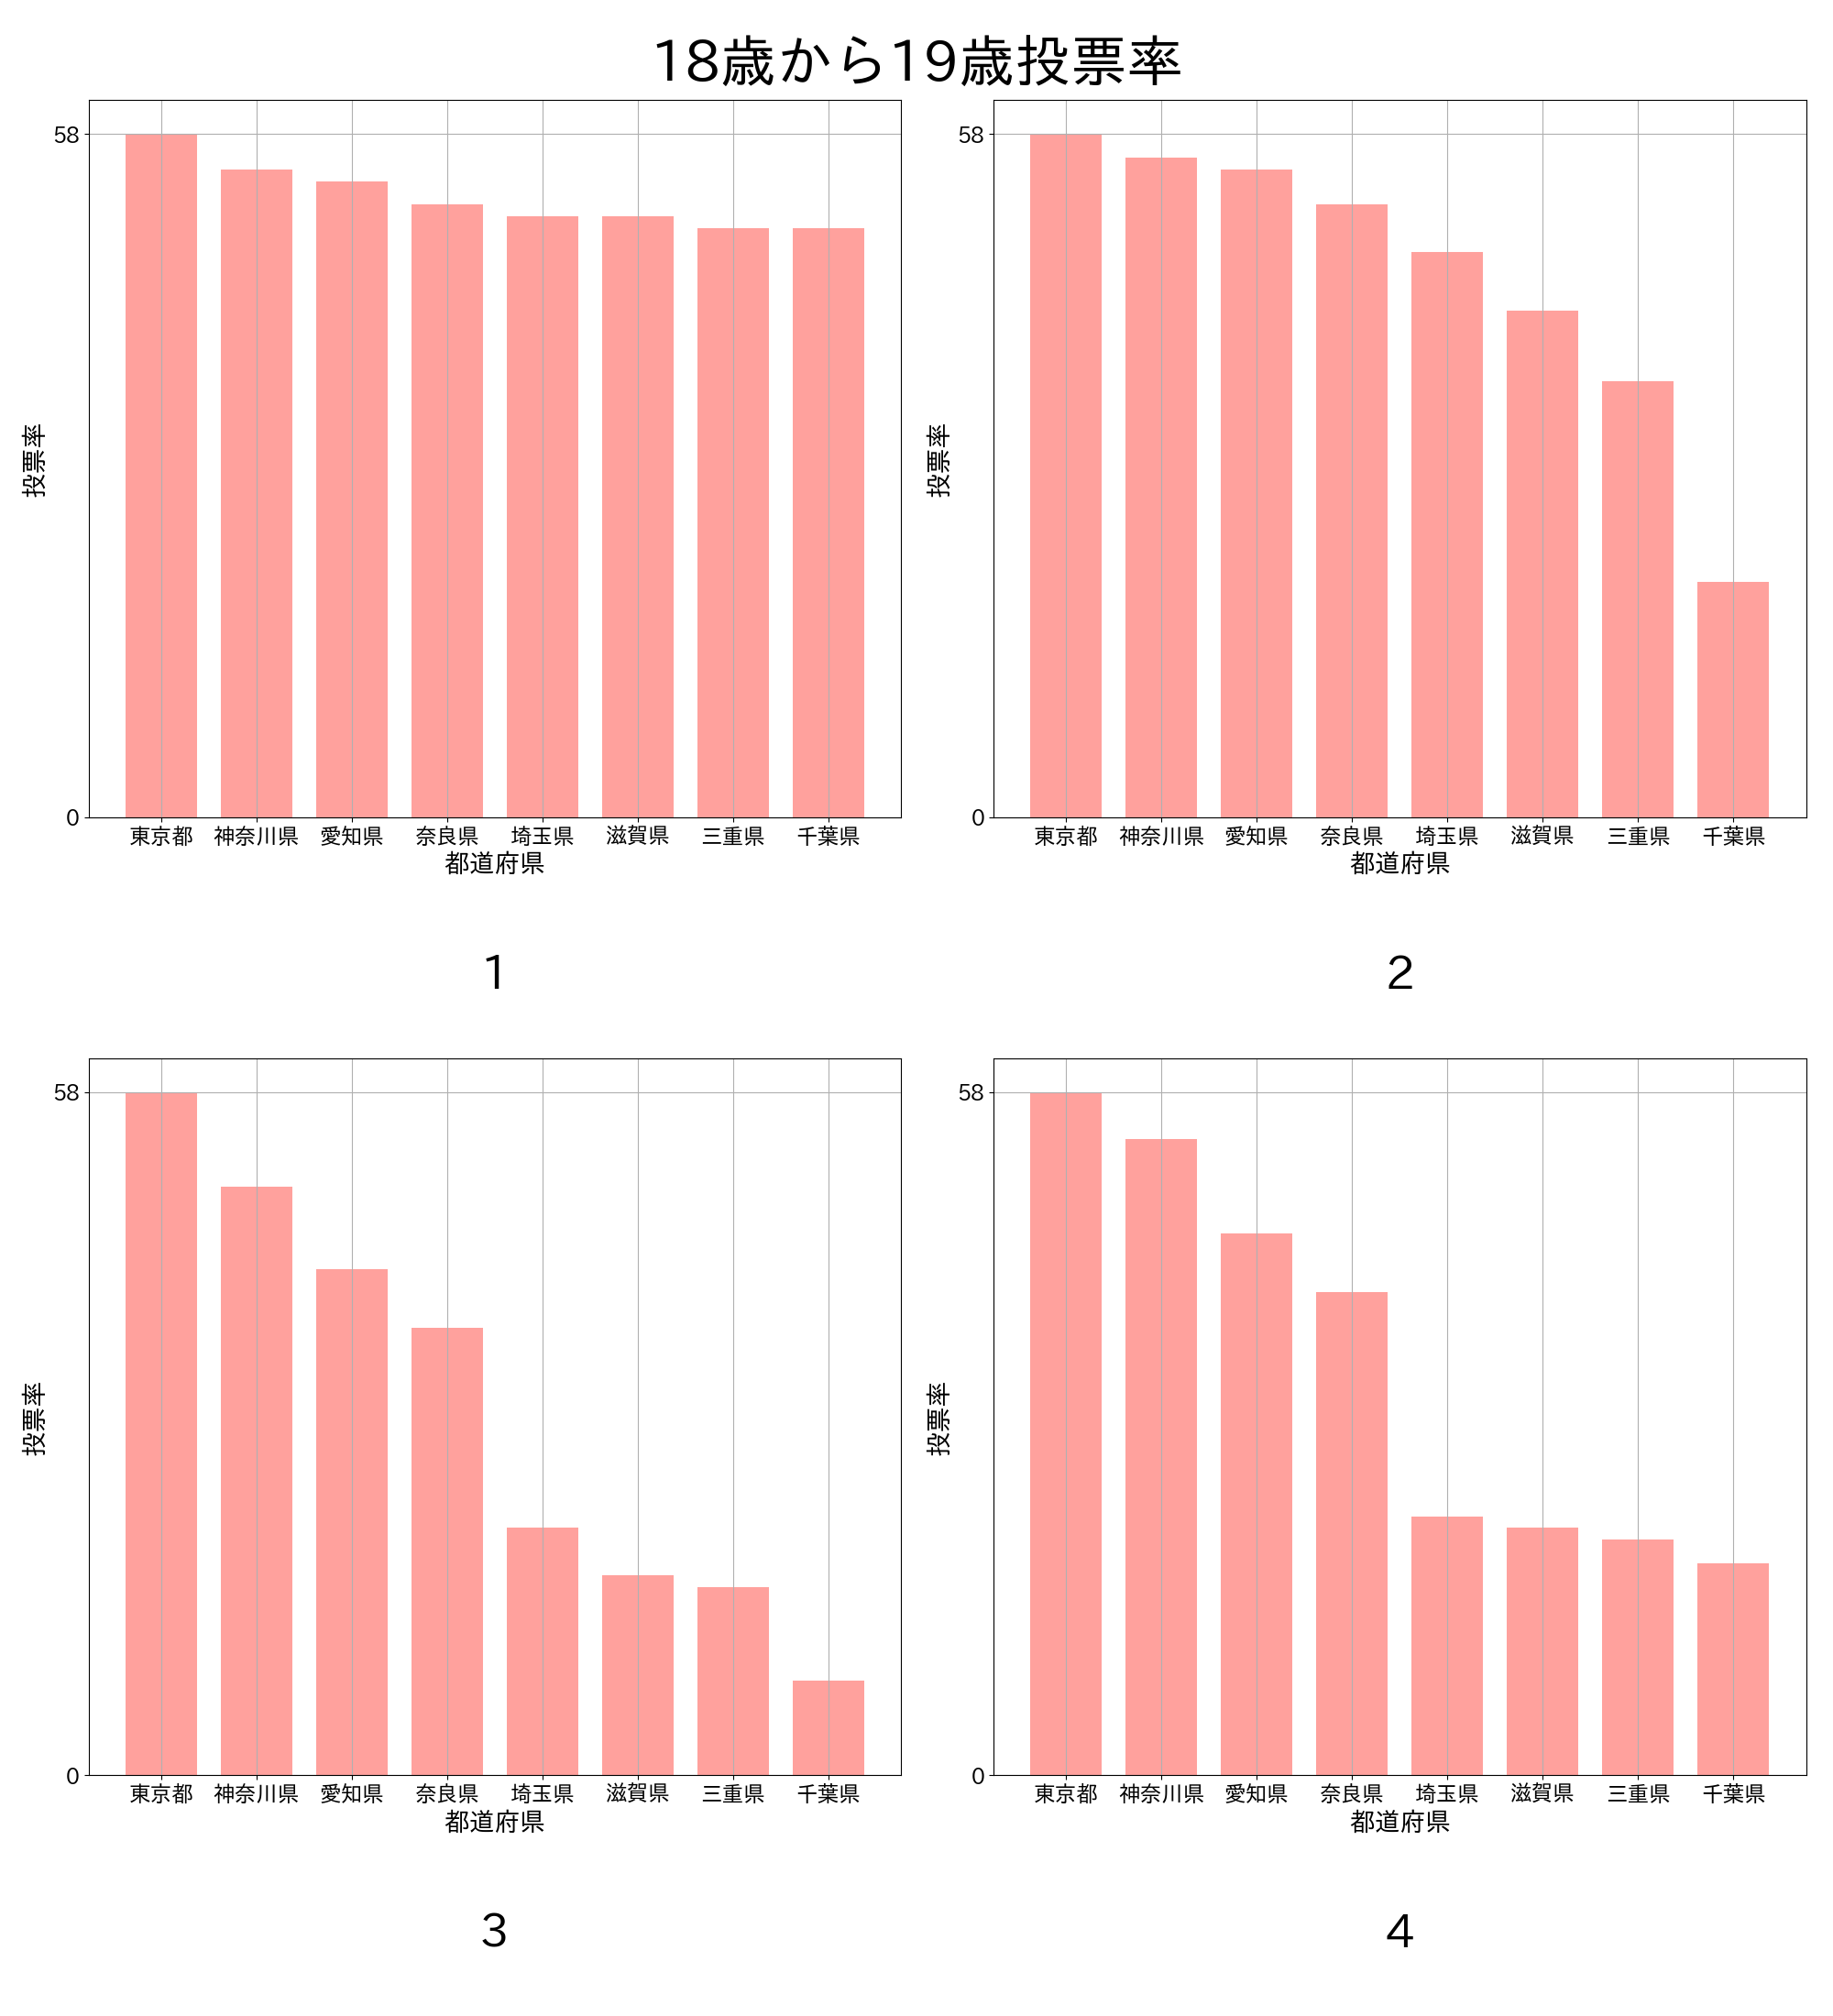 18歳から19歳投票率
58
0
投票率
東京都 神奈川県 愛知県 奈良県 埼玉県 滋賀県 三重県 千葉県
都道府県
1
58
0
投票率
東京都 神奈川県 愛知県 奈良県 埼玉県 滋賀県 三重県 千葉県
都道府県
2
58
0
投票率
東京都 神奈川県 愛知県 奈良県 埼玉県 滋賀県 三重県 千葉県
都道府県
3
58
0
投票率
東京都 神奈川県 愛知県 奈良県 埼玉県 滋賀県 三重県 千葉県
都道府県
4